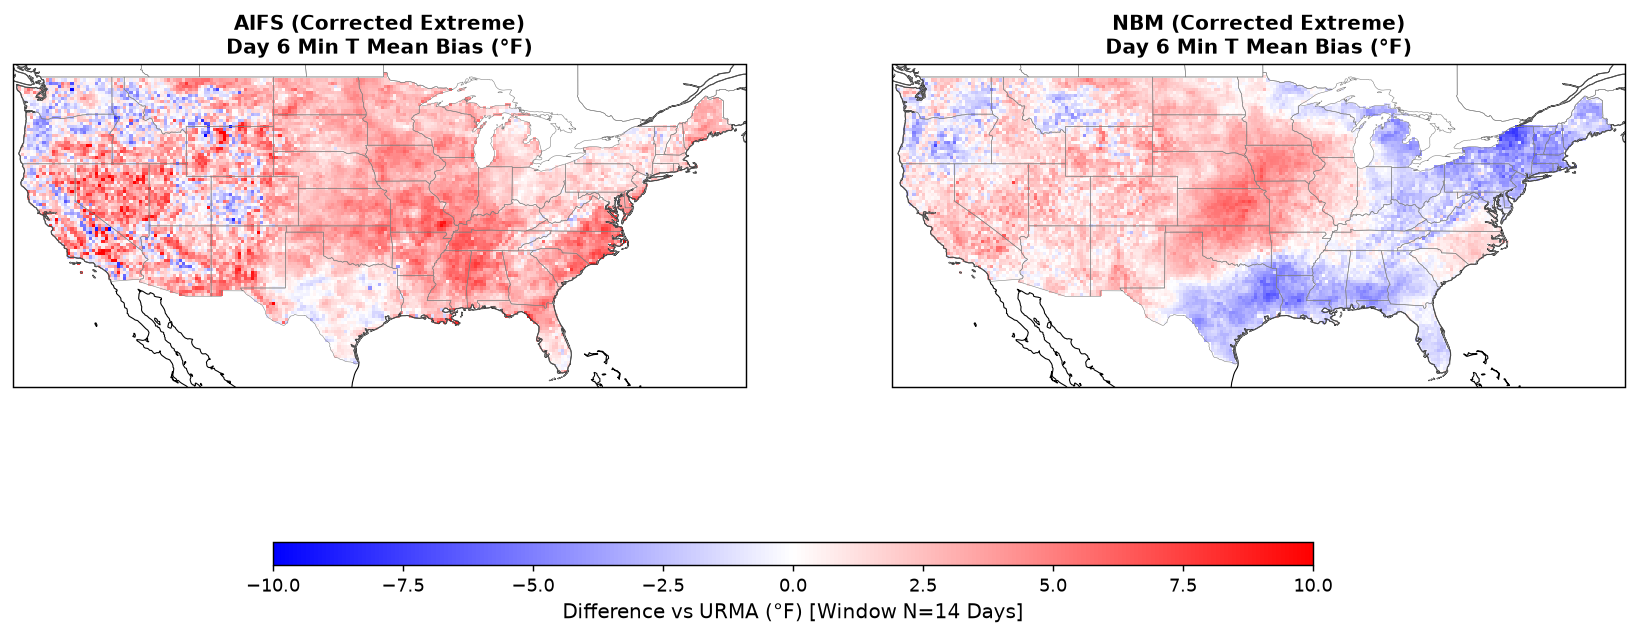 AIFS (Corrected Extreme)
Day 6 Min T Mean Bias (°F)
NBM (Corrected Extreme)
Day 6 Min T Mean Bias (°F)
−10.0 −7.5 −5.0 −2.5 0.0 2.5 5.0 7.5 10.0
Difference vs URMA (°F) [Window N=14 Days]